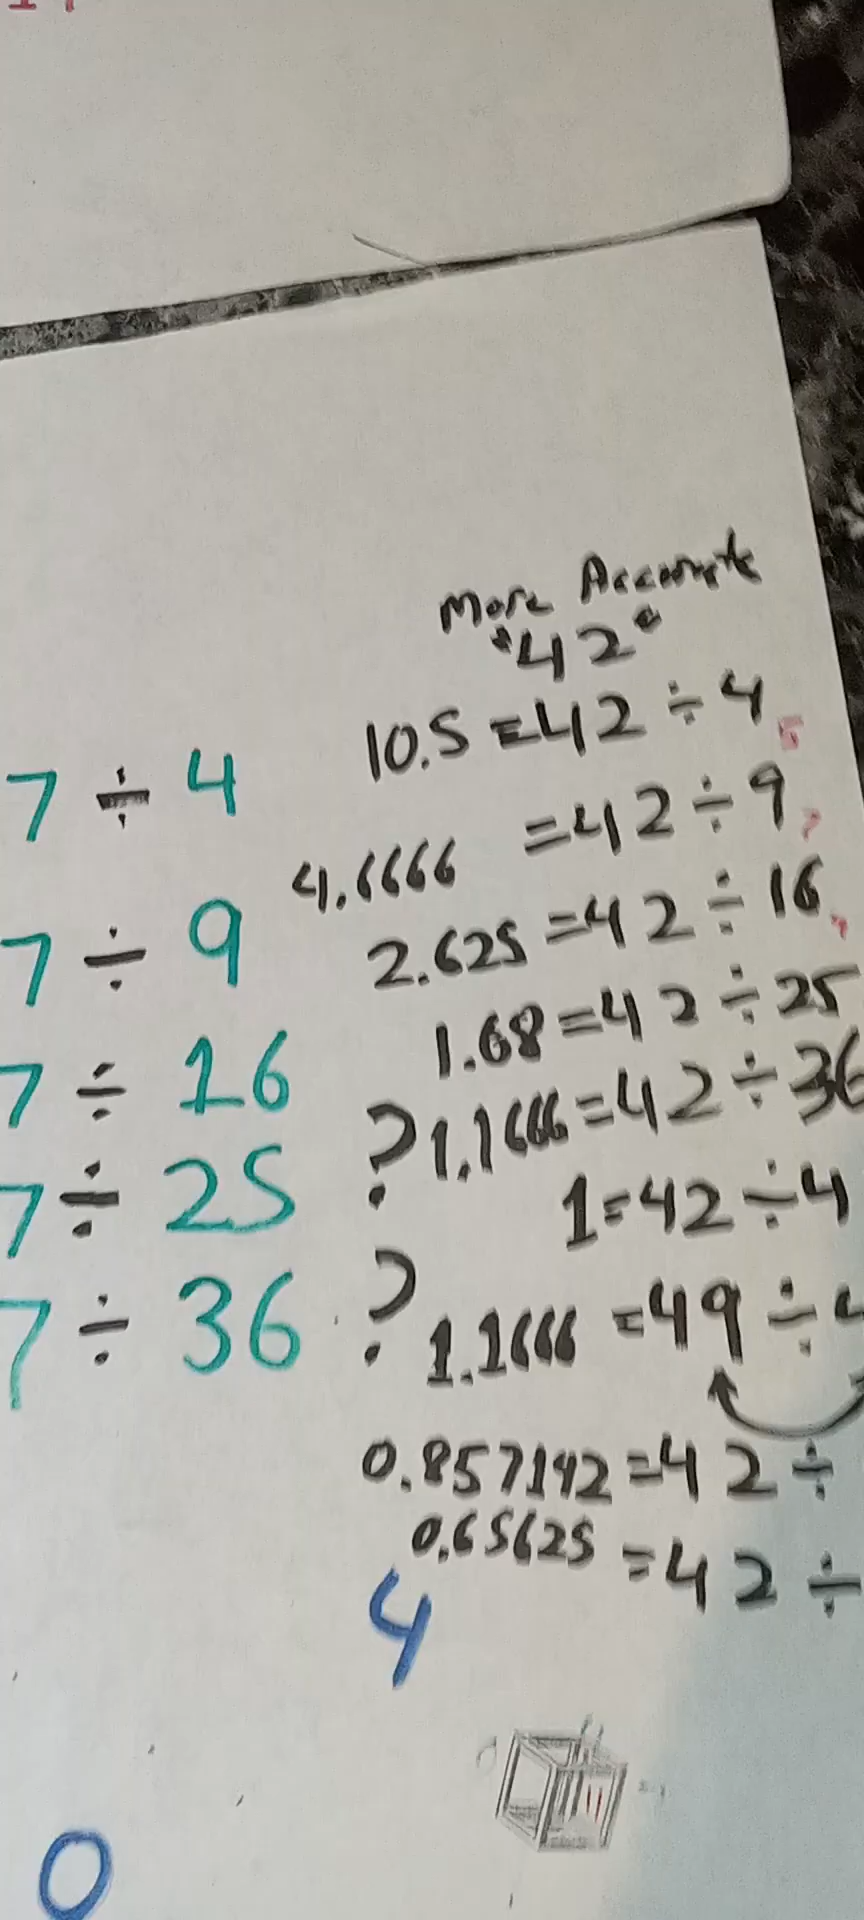 More Accurate
"42"
10.5 = 42 ÷ 4
7 ÷ 4
4.6666 = 42 ÷ 9
7 ÷ 9
2.625 = 42 ÷ 16
1.68 = 42 ÷ 25
7 ÷ 16
? 1.1666 = 42 ÷ 36
7 ÷ 25
1 = 42 ÷ 4
7 ÷ 36
? 1.1666 = 49 ÷ 4
0.857142 = 42 ÷
0.65625 = 42 ÷
4
0